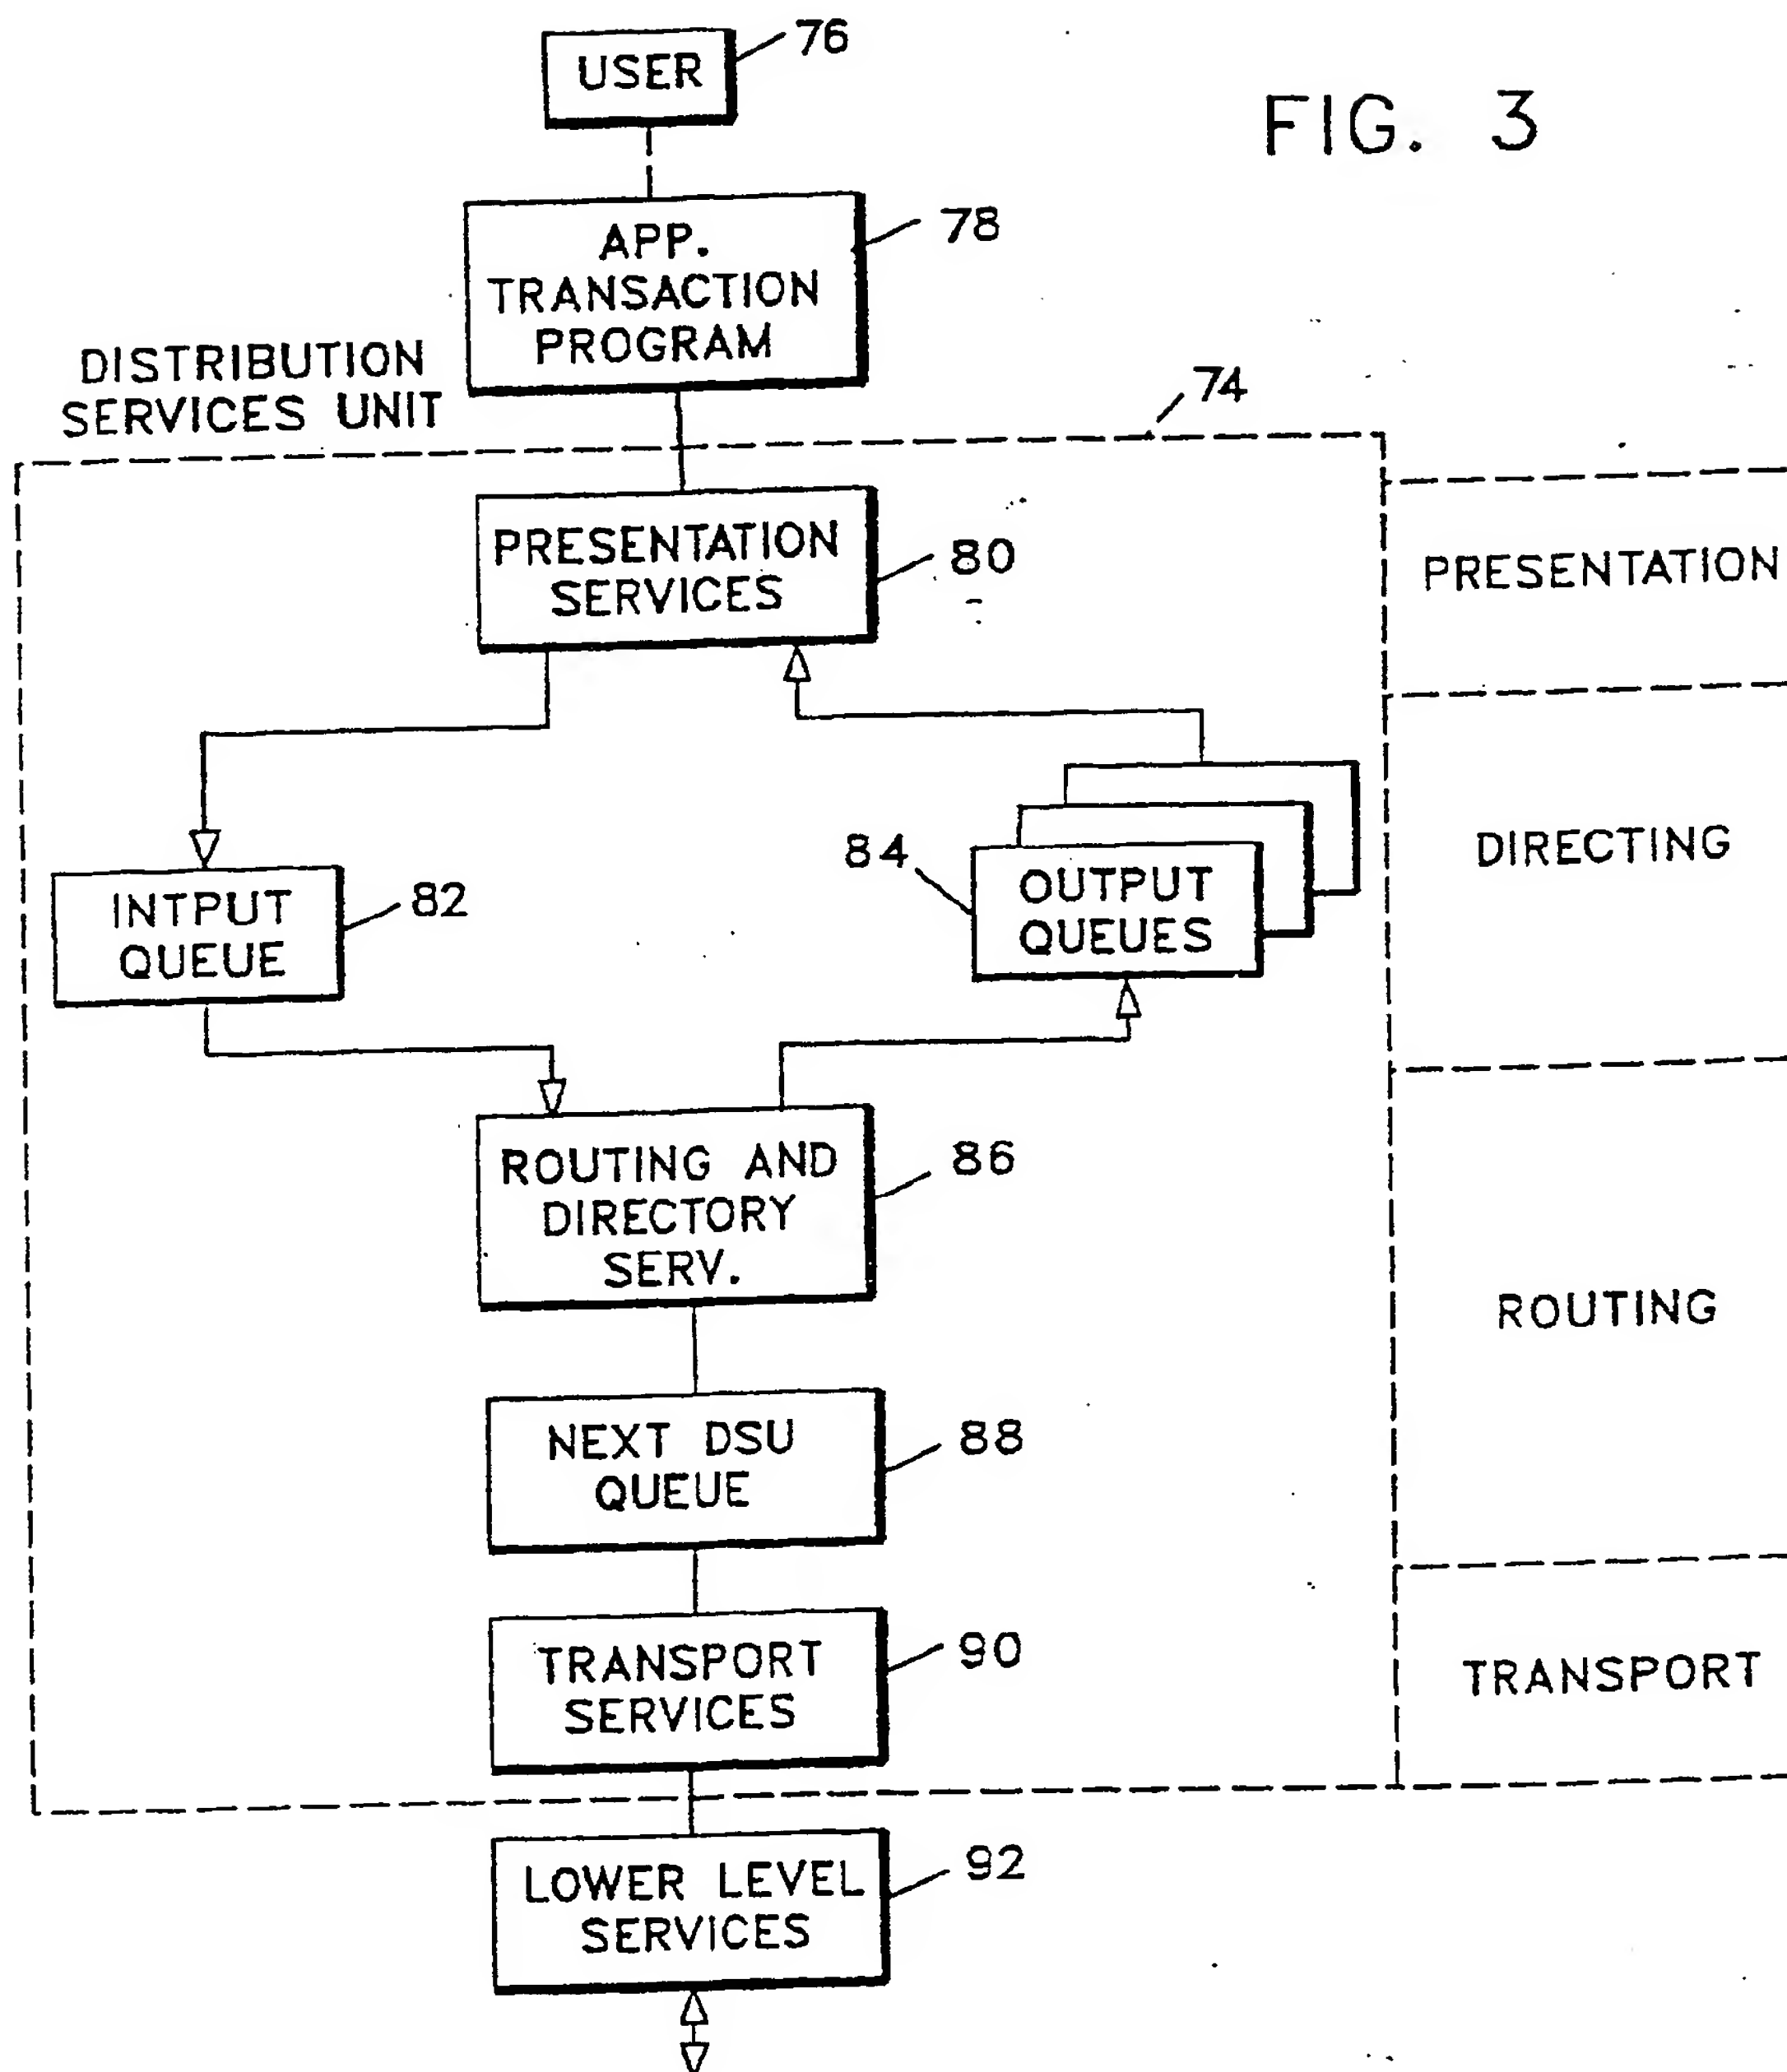 76
USER
FIG. 3
78
APP.
TRANSACTION
PROGRAM
DISTRIBUTION
SERVICES UNIT
74
PRESENTATION
SERVICES
80
PRESENTATION
84
OUTPUT
QUEUES
DIRECTING
INTPUT
QUEUE
82
ROUTING AND
DIRECTORY
SERV.
86
ROUTING
NEXT DSU
QUEUE
88
TRANSPORT
SERVICES
90
TRANSPORT
LOWER LEVEL
SERVICES
92